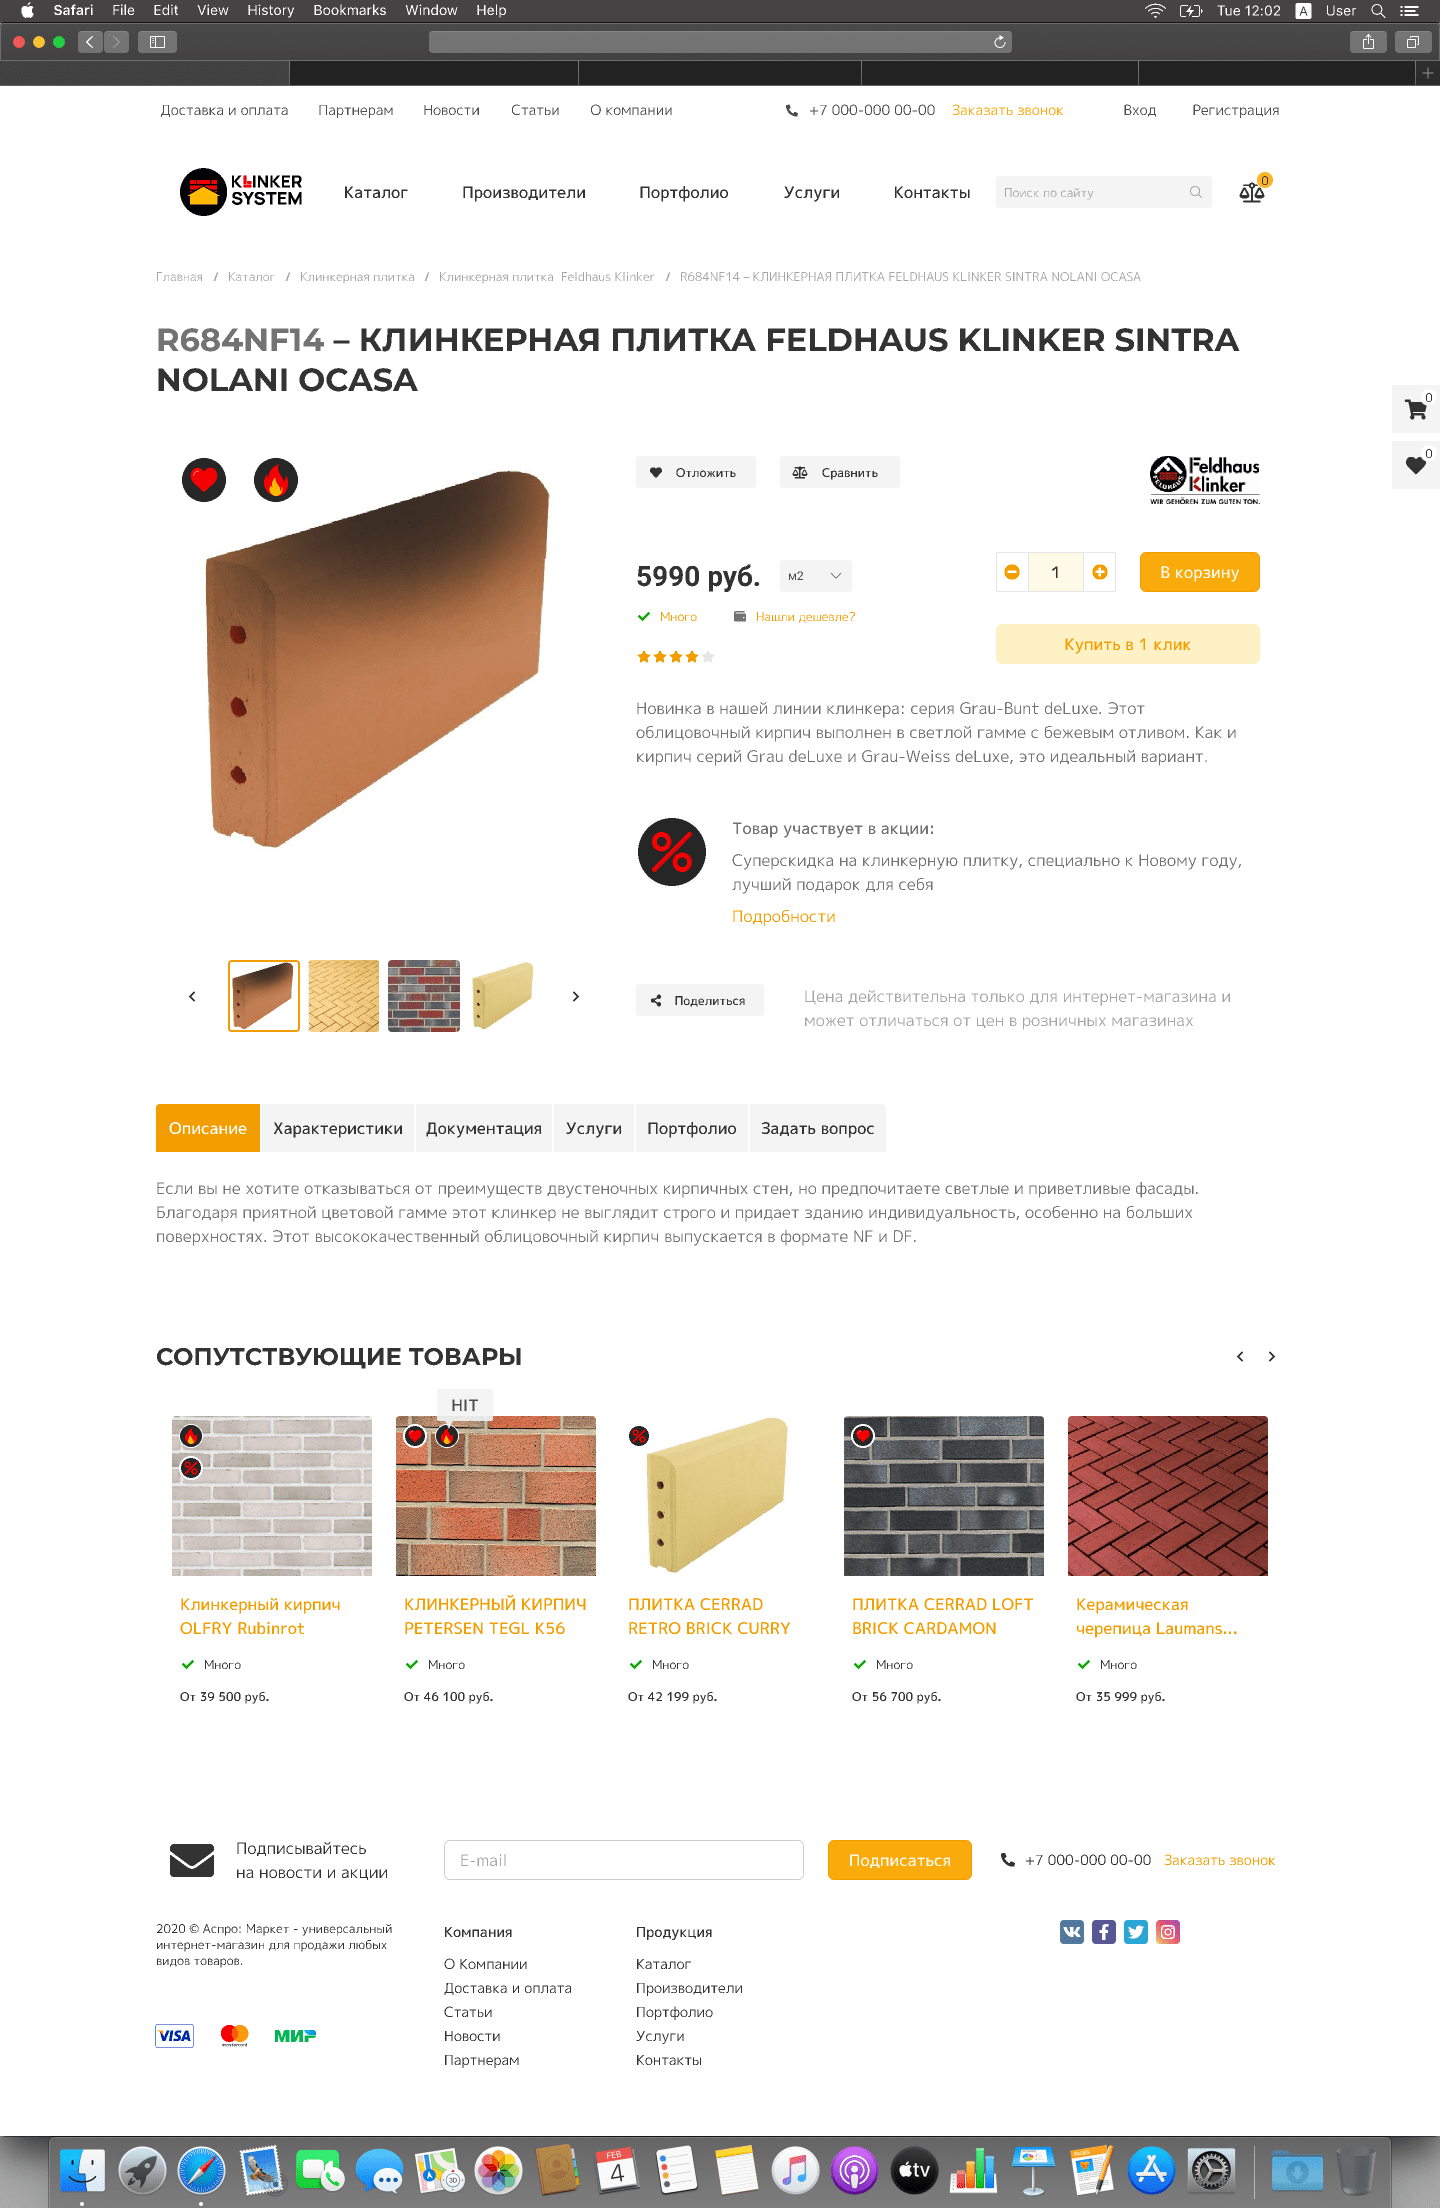 Safari File Edit View History Bookmarks Window Help
Tue 12:02 A User
Доставка и оплата Партнерам Новости Статьи О компании +7 000-000 00-00 Заказать звонок Вход Регистрация
KLINKER
SYSTEM
Каталог Производители Портфолио Услуги Контакты Поиск по сайту 0
Главная / Каталог / Клинкерная плитка / Клинкерная плитка Feldhaus Klinker / R684NF14 – КЛИНКЕРНАЯ ПЛИТКА FELDHAUS KLINKER SINTRA NOLANI OCASA
R684NF14 – КЛИНКЕРНАЯ ПЛИТКА FELDHAUS KLINKER SINTRA
NOLANI OCASA
0
0
Отложить Сравнить
Feldhaus
Klinker
FELDHAUS
WIR GEHÖREN ZUM GUTEN TON.
5990 руб. м2 1 В корзину
Много Нашли дешевле?
Купить в 1 клик
Новинка в нашей линии клинкера: серия Grau-Bunt deLuxe. Этот
облицовочный кирпич выполнен в светлой гамме с бежевым отливом. Как и
кирпич серий Grau deLuxe и Grau-Weiss deLuxe, это идеальный вариант.
Товар участвует в акции:
Суперскидка на клинкерную плитку, специально к Новому году,
лучший подарок для себя
Подробности
Поделиться
Цена действительна только для интернет-магазина и
может отличаться от цен в розничных магазинах
Описание Характеристики Документация Услуги Портфолио Задать вопрос
Если вы не хотите отказываться от преимуществ двустеночных кирпичных стен, но предпочитаете светлые и приветливые фасады.
Благодаря приятной цветовой гамме этот клинкер не выглядит строго и придает зданию индивидуальность, особенно на больших
поверхностях. Этот высококачественный облицовочный кирпич выпускается в формате NF и DF.
СОПУТСТВУЮЩИЕ ТОВАРЫ
HIT
Клинкерный кирпич
OLFRY Rubinrot
Много
От 39 500 руб.
КЛИНКЕРНЫЙ КИРПИЧ
PETERSEN TEGL K56
Много
От 46 100 руб.
ПЛИТКА CERRAD
RETRO BRICK CURRY
Много
От 42 199 руб.
ПЛИТКА CERRAD LOFT
BRICK CARDAMON
Много
От 56 700 руб.
Керамическая
черепица Laumans...
Много
От 35 999 руб.
Подписывайтесь
на новости и акции
E-mail
Подписаться
+7 000-000 00-00 Заказать звонок
2020 © Аспро: Маркет - универсальный
интернет-магазин для продажи любых
видов товаров.
VISA mastercard МИР
Компания
О Компании
Доставка и оплата
Статьи
Новости
Партнерам
Продукция
Каталог
Производители
Портфолио
Услуги
Контакты
3D
FEB
4
tv
PAGES